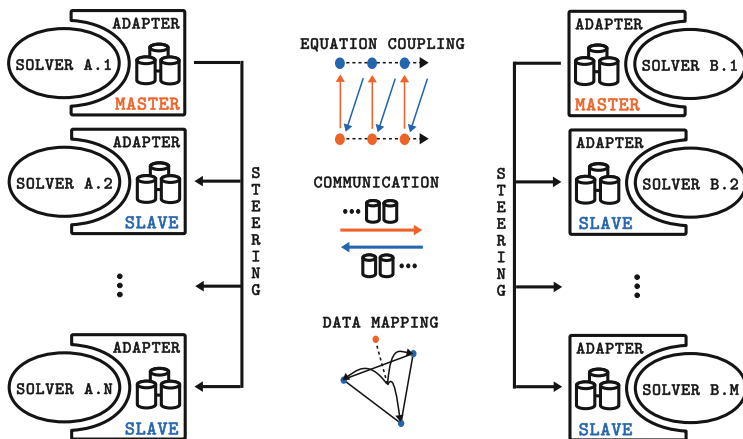 ADAPTER
SOLVER A.1
MASTER
ADAPTER
SOLVER A.2
SLAVE
ADAPTER
SOLVER A.N
SLAVE
STEERING
EQUATION COUPLING
COMMUNICATION
DATA MAPPING
STEERING
ADAPTER
SOLVER B.1
MASTER
ADAPTER
SOLVER B.2
SLAVE
ADAPTER
SOLVER B.M
SLAVE